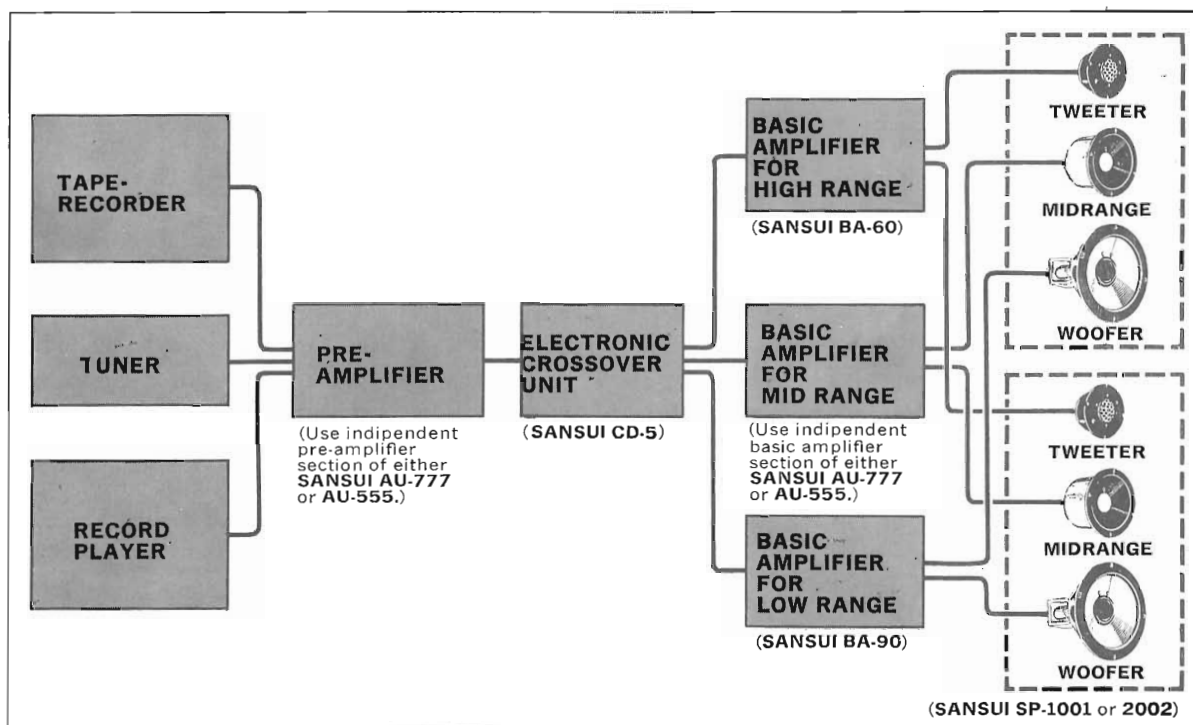 TAPE-
RECORDER
TUNER
RECORD
PLAYER
PRE-
AMPLIFIER
(Use indipendent
pre-amplifier
section of either
SANSUI AU-777
or AU-555.)
ELECTRONIC
CROSSOVER
UNIT
(SANSUI CD-5)
BASIC
AMPLIFIER
FOR
HIGH RANGE
(SANSUI BA-60)
BASIC
AMPLIFIER
FOR
MID RANGE
(Use indipendent
basic amplifier
section of either
SANSUI AU-777
or AU-555.)
BASIC
AMPLIFIER
FOR
LOW RANGE
(SANSUI BA-90)
TWEETER
MIDRANGE
WOOFER
TWEETER
MIDRANGE
WOOFER
(SANSUI SP-1001 or 2002)